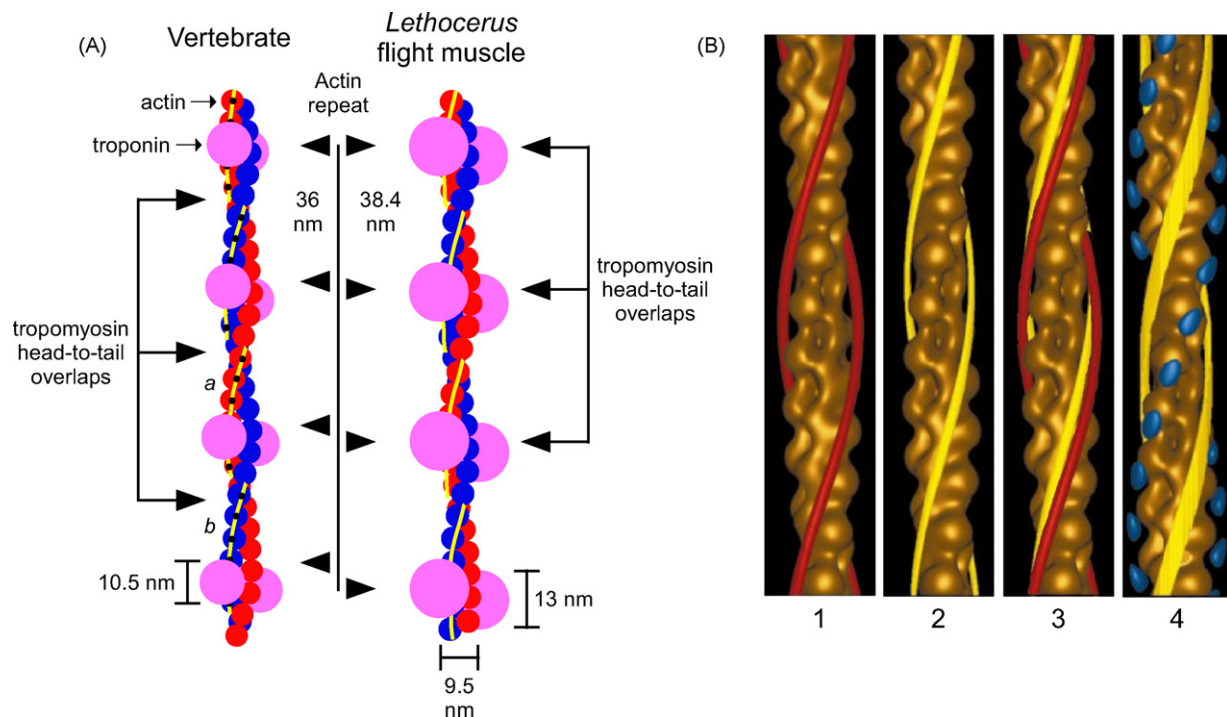 (A)
Vertebrate
Lethocerus
flight muscle
Actin
repeat
actin
troponin
36
nm
38.4
nm
tropomyosin
head-to-tail
overlaps
a
b
tropomyosin
head-to-tail
overlaps
10.5 nm
13 nm
9.5
nm
(B)
1
2
3
4